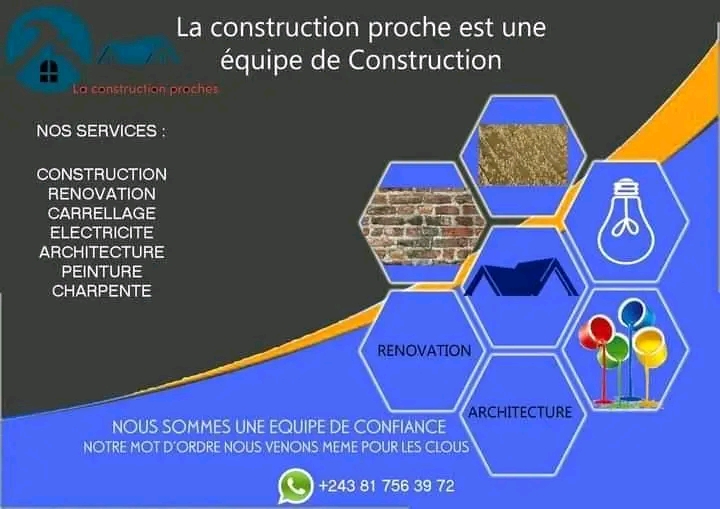 La construction proche est une
équipe de Construction
La construction proches
NOS SERVICES :
CONSTRUCTION
RENOVATION
CARRELLAGE
ELECTRICITE
ARCHITECTURE
PEINTURE
CHARPENTE
RENOVATION
ARCHITECTURE
NOUS SOMMES UNE EQUIPE DE CONFIANCE
NOTRE MOT D'ORDRE NOUS VENONS MEME POUR LES CLOUS
+243 81 756 39 72